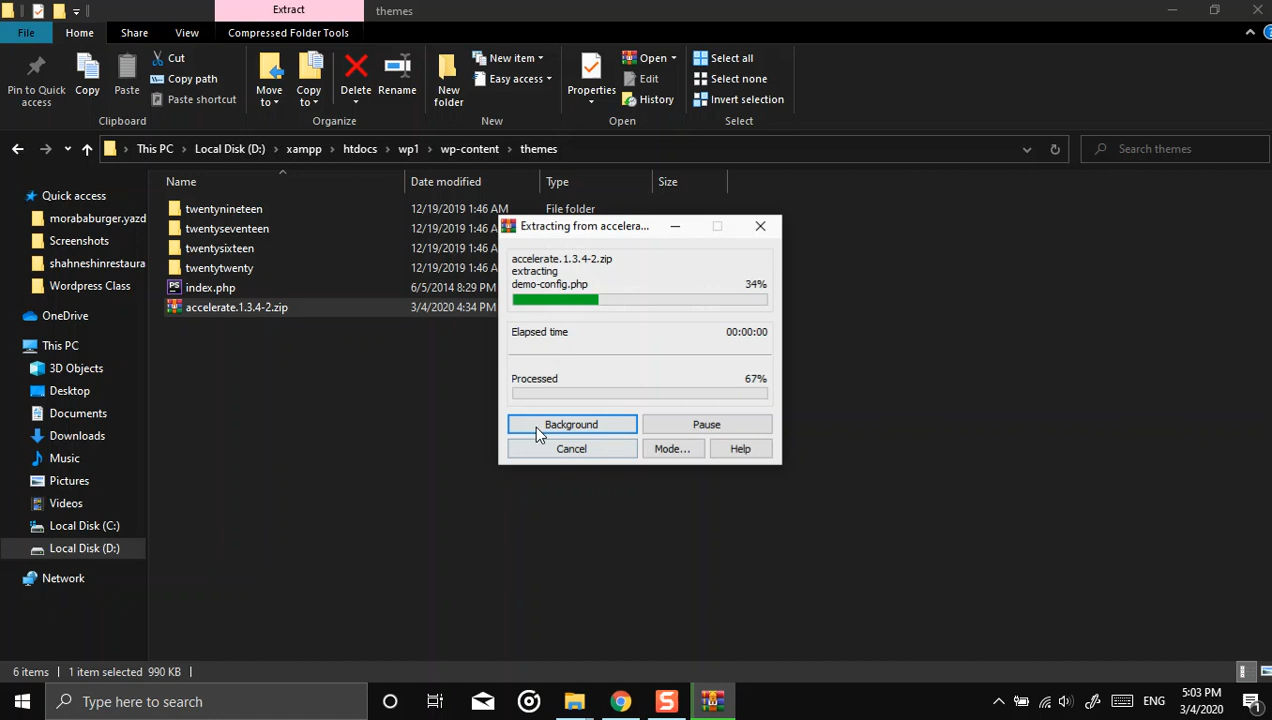 Extract
themes
File
Home
Share
View
Compressed Folder Tools
Pin to Quick access
Copy
Paste
Cut
Copy path
Paste shortcut
Clipboard
Move to
Copy to
Delete
Rename
Organize
New folder
New item
Easy access
New
Properties
Open
Edit
History
Open
Select all
Select none
Invert selection
Select
This PC > Local Disk (D:) > xampp > htdocs > wp1 > wp-content > themes
Search themes
Name Date modified Type Size
twentynineteen 12/19/2019 1:46 AM File folder
twentyseventeen 12/19/2019 1:46 A
twentysixteen 12/19/2019 1:46 A
twentytwenty 12/19/2019 1:46 A
index.php 6/5/2014 8:29 PM
accelerate.1.3.4-2.zip 3/4/2020 4:34 PM
Quick access
morababurger.yazd
Screenshots
shahneshinrestaura
Wordpress Class
OneDrive
This PC
3D Objects
Desktop
Documents
Downloads
Music
Pictures
Videos
Local Disk (C:)
Local Disk (D:)
Network
Extracting from accelera...
accelerate.1.3.4-2.zip
extracting
demo-config.php 34%
Elapsed time 00:00:00
Processed 67%
Background Pause
Cancel Mode... Help
6 items 1 item selected 990 KB
Type here to search
ENG
5:03 PM
3/4/2020
1